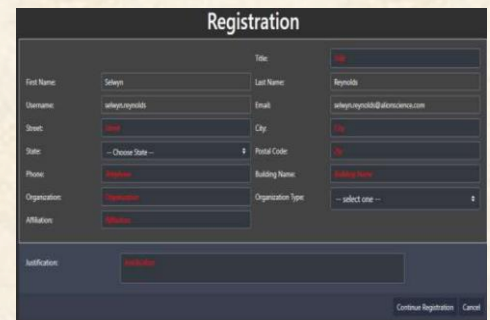 Registration
Title: Title
First Name: Selwyn Last Name: Reynolds
Username: selwyn.reynolds Email: selwyn.reynolds@alionscience.com
Street: Street City: City
State: -- Choose State -- Postal Code: Zip
Phone: Telephone Building Name: Building Name
Organization: Organization Organization Type: -- select one --
Affiliation: Affiliation
Justification: Justification
Continue Registration Cancel